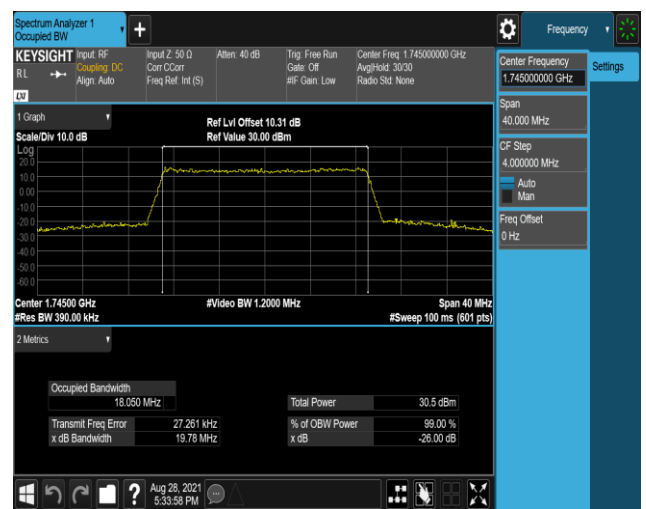 Spectrum Analyzer 1
Occupied BW
Frequency
KEYSIGHT
RL
LXI
Input: RF
Coupling: DC
Align: Auto
Input Z: 50 Ω
Corr CCorr
Freq Ref: Int (S)
Atten: 40 dB
Trig: Free Run
Gate: Off
#IF Gain: Low
Center Freq: 1.745000000 GHz
Avg|Hold: 30/30
Radio Std: None
Center Frequency
1.745000000 GHz
Settings
Span
40.000 MHz
CF Step
4.000000 MHz
Auto
Man
Freq Offset
0 Hz
1 Graph
Scale/Div 10.0 dB
Ref Lvl Offset 10.31 dB
Ref Value 30.00 dBm
Log
20.0
10.0
0.00
-10.0
-20.0
-30.0
-40.0
-50.0
-60.0
Center 1.74500 GHz
#Res BW 390.00 kHz
#Video BW 1.2000 MHz
Span 40 MHz
#Sweep 100 ms (601 pts)
2 Metrics
Occupied Bandwidth
18.050 MHz
Total Power 30.5 dBm
Transmit Freq Error 27.261 kHz
% of OBW Power 99.00 %
x dB Bandwidth 19.78 MHz
x dB -26.00 dB
?
Aug 28, 2021
5:33:58 PM